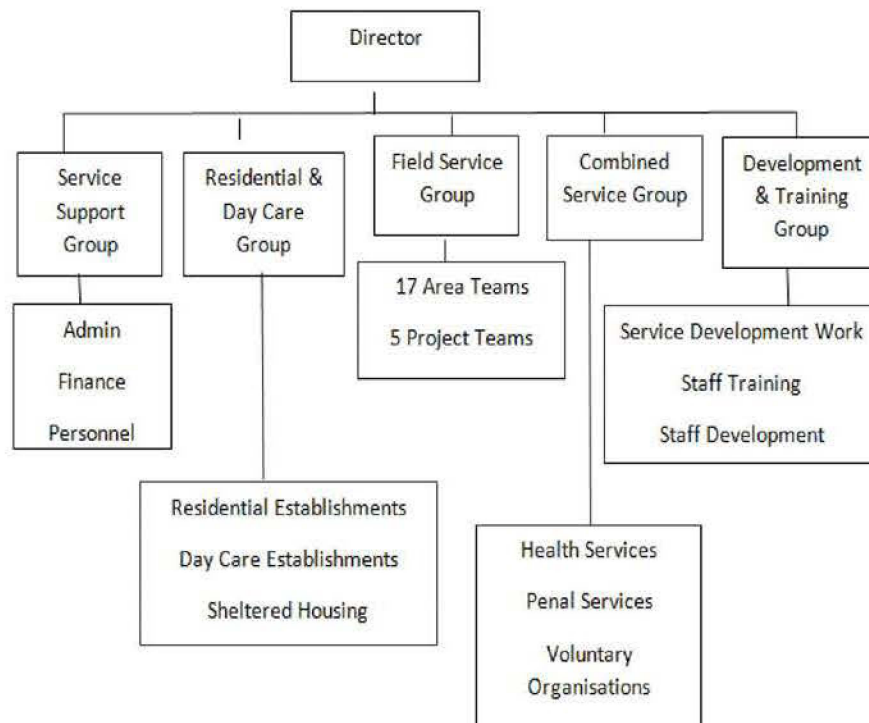 Director
Service
Support
Group
Residential &
Day Care
Group
Field Service
Group
Combined
Service Group
Development
& Training
Group
Admin
Finance
Personnel
17 Area Teams
5 Project Teams
Service Development Work
Staff Training
Staff Development
Residential Establishments
Day Care Establishments
Sheltered Housing
Health Services
Penal Services
Voluntary
Organisations